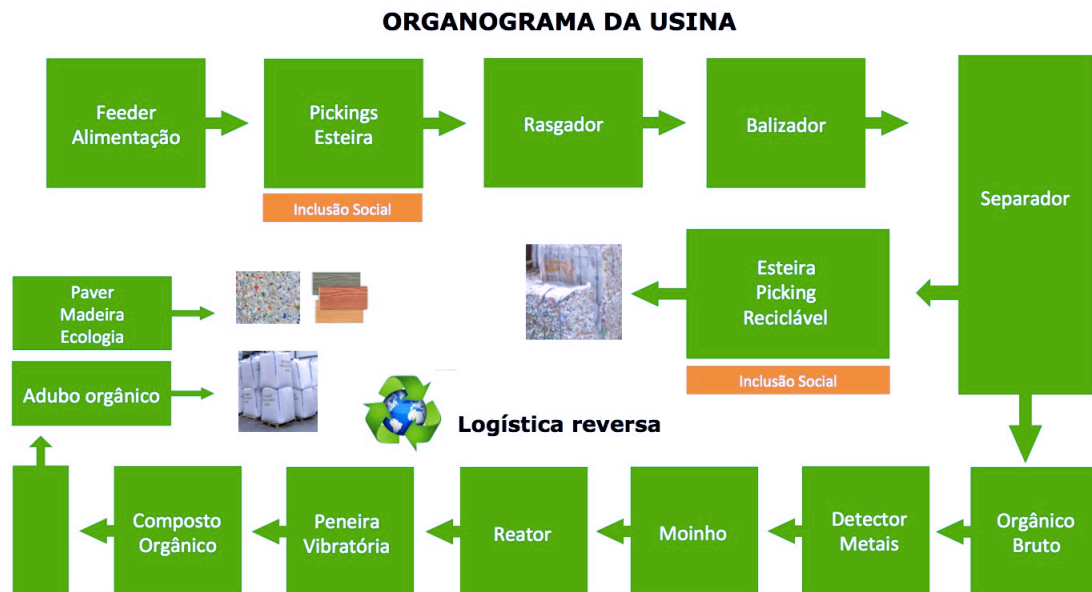 ORGANOGRAMA DA USINA
Feeder
Alimentação
Pickings
Esteira
Inclusão Social
Rasgador
Balizador
Separador
Esteira
Picking
Reciclável
Inclusão Social
Paver
Madeira
Ecologia
Adubo orgânico
Logística reversa
Composto
Orgânico
Peneira
Vibratória
Reator
Moinho
Detector
Metais
Orgânico
Bruto